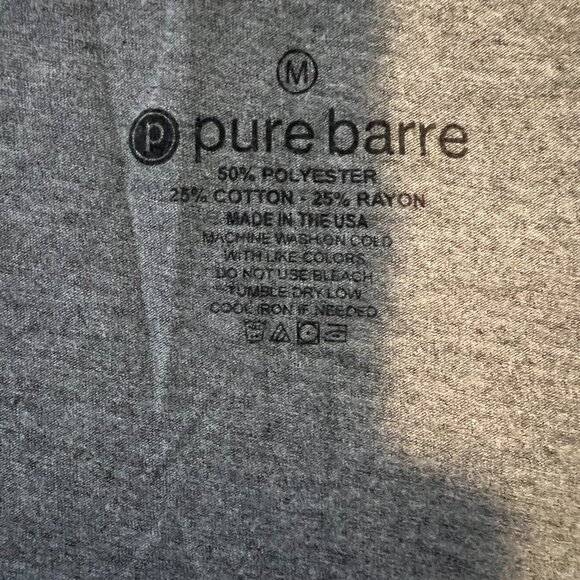 M
p pure barre
50% POLYESTER
25% COTTON - 25% RAYON
MADE IN THE USA
MACHINE WASH ON COLD
WITH LIKE COLORS
DO NOT USE BLEACH
TUMBLE DRY LOW
COOL IRON IF NEEDED